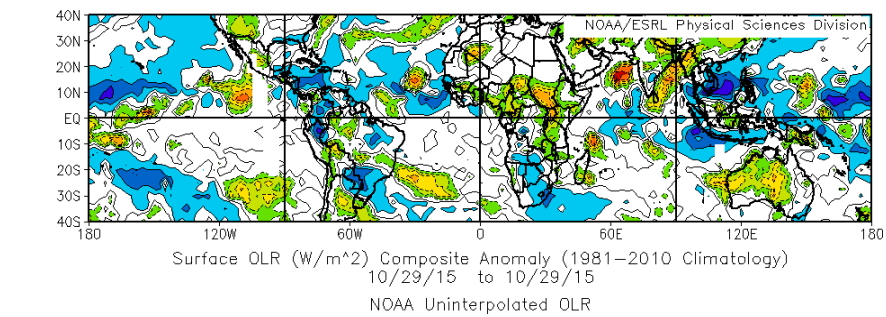 NOAA/ESRL Physical Sciences Division
40N
30N
20N
10N
EQ
10S
20S
30S
40S
180 120W 60W 0 60E 120E 180
Surface OLR (W/m^2) Composite Anomaly (1981-2010 Climatology)
10/29/15 to 10/29/15
NOAA Uninterpolated OLR